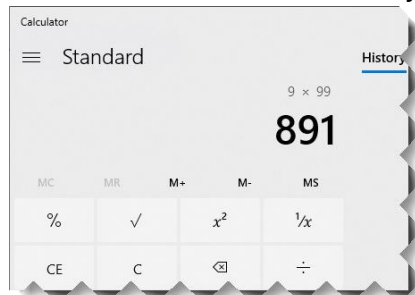 Calculator
☰ Standard History
9 × 99
891
MC MR M+ M- MS
% √ x² ¹/x
CE C ⌫ ÷